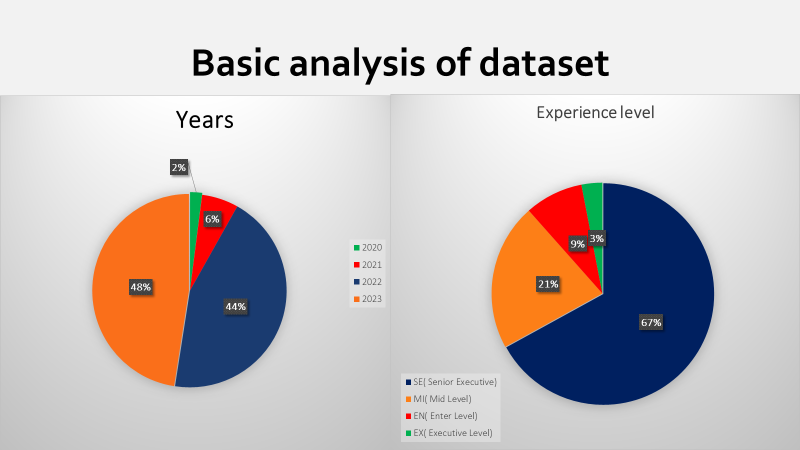 Basic analysis of dataset
Years
2%
6%
48%
44%
2020
2021
2022
2023
Experience level
9%
3%
21%
67%
SE( Senior Executive)
MI( Mid Level)
EN( Enter Level)
EX( Executive Level)